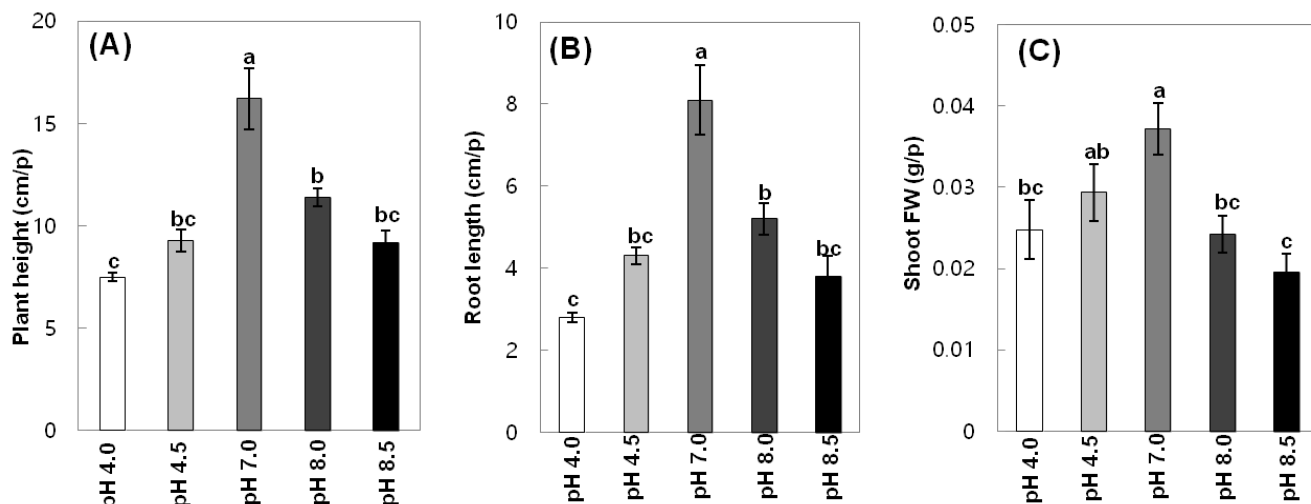 (A)
Plant height (cm/p)
20
15
10
5
0
c
bc
a
b
bc
pH 4.0
pH 4.5
pH 7.0
pH 8.0
pH 8.5
(B)
Root length (cm/p)
10
8
6
4
2
0
c
bc
a
b
bc
pH 4.0
pH 4.5
pH 7.0
pH 8.0
pH 8.5
(C)
Shoot FW (g/p)
0.05
0.04
0.03
0.02
0.01
0
bc
ab
a
bc
c
pH 4.0
pH 4.5
pH 7.0
pH 8.0
pH 8.5